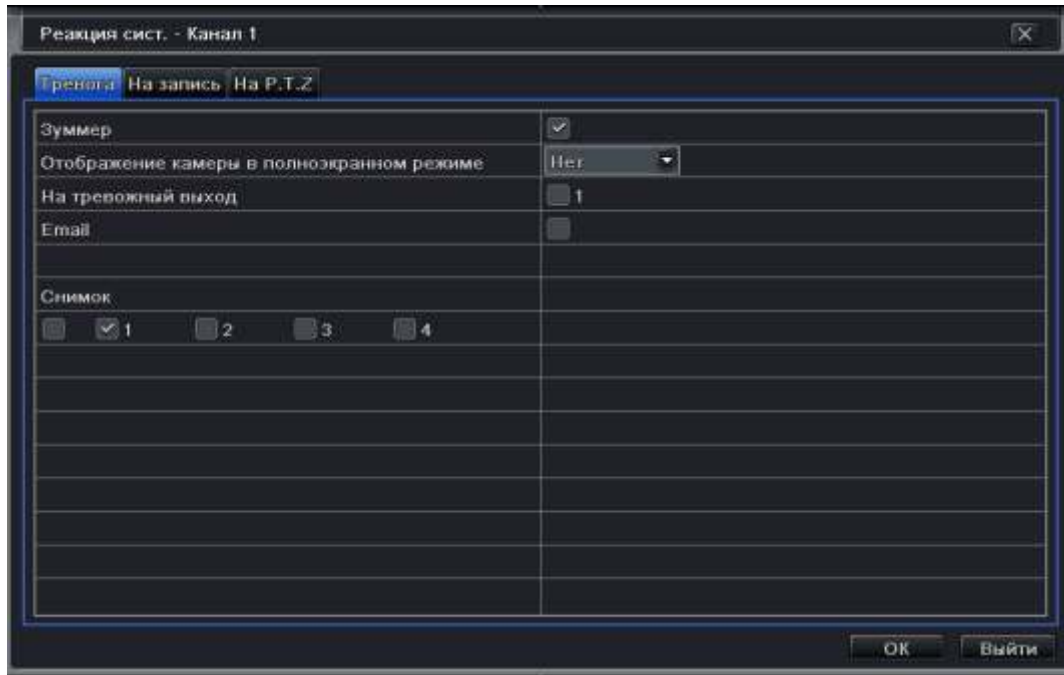 Реакция сист. - Канал 1
Тревога На запись На P.T.Z
Зуммер
Отображение камеры в полноэкранном режиме Нет
На тревожный выход 1
Email
Снимок
1 2 3 4
ОК Выйти